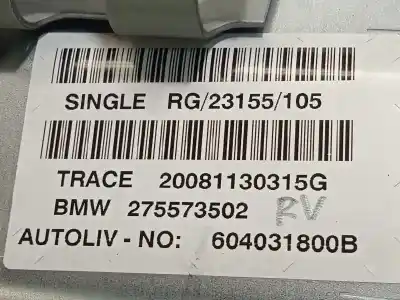 SINGLE RG/23155/105
TRACE 20081130315G
BMW 275573502 RV
AUTOLIV - NO: 604031800B